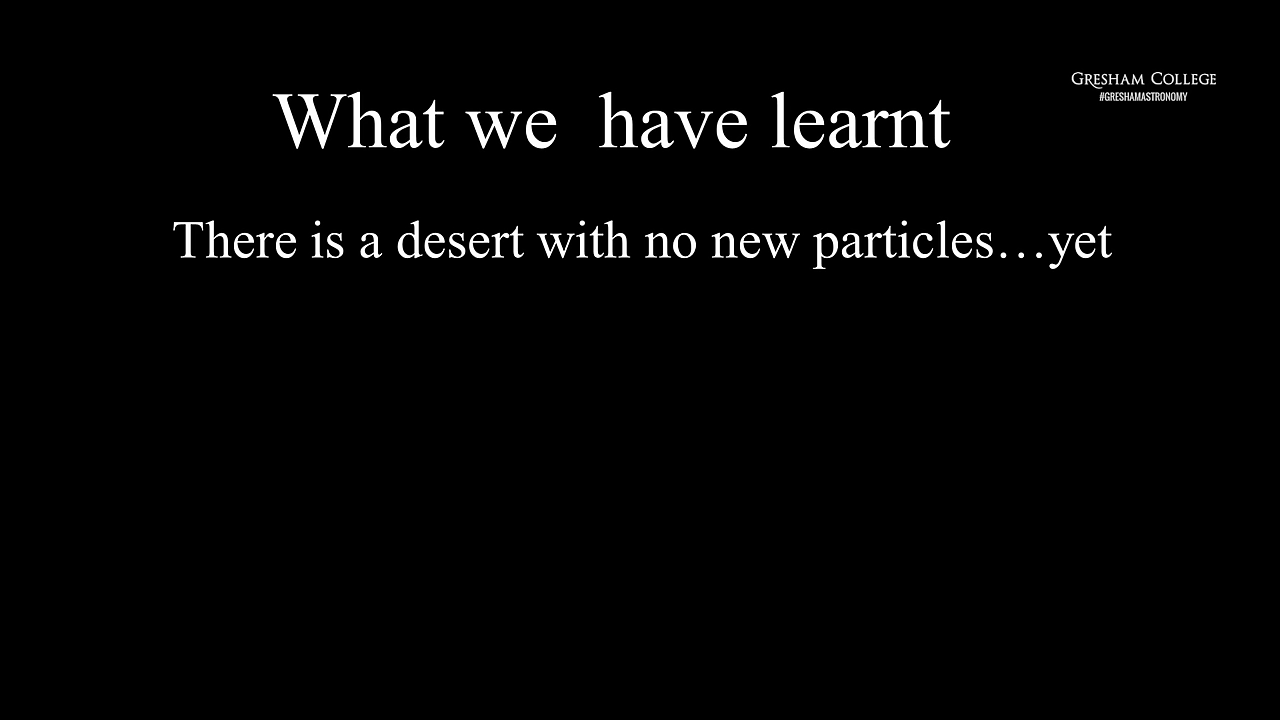 GRESHAM COLLEGE
#GRESHAMASTRONOMY
What we  have learnt
There is a desert with no new particles…yet